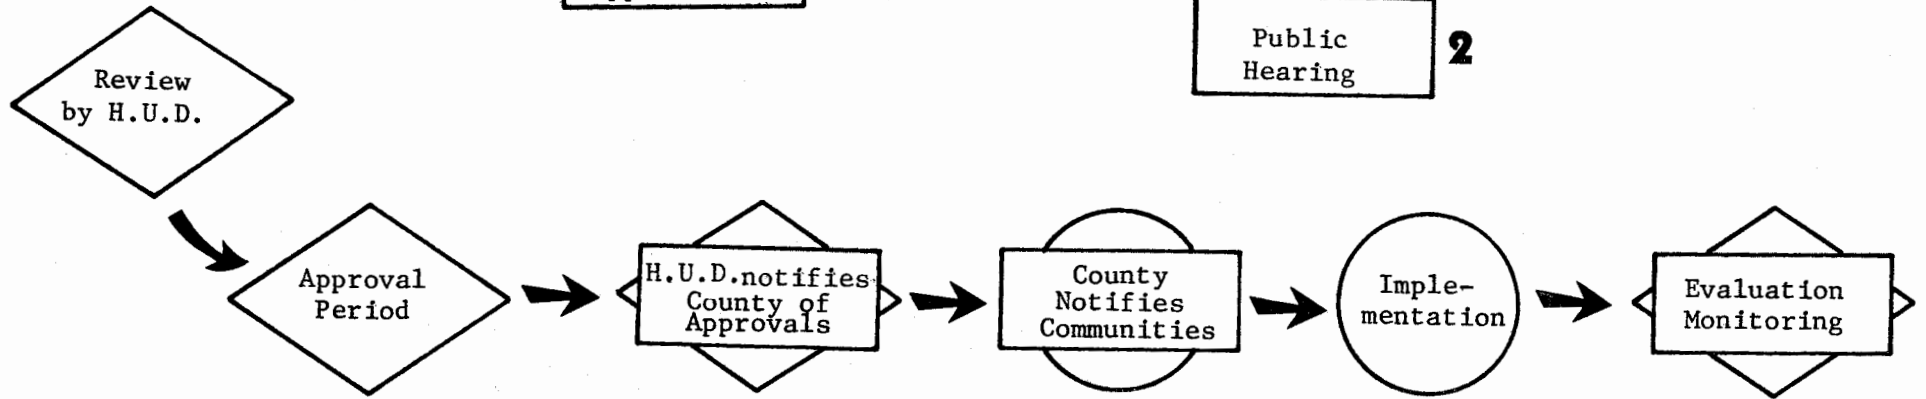 Public
Hearing
2
Review
by H.U.D.
Approval
Period
H.U.D.notifies
County of
Approvals
County
Notifies
Communities
Imple-
mentation
Evaluation
Monitoring